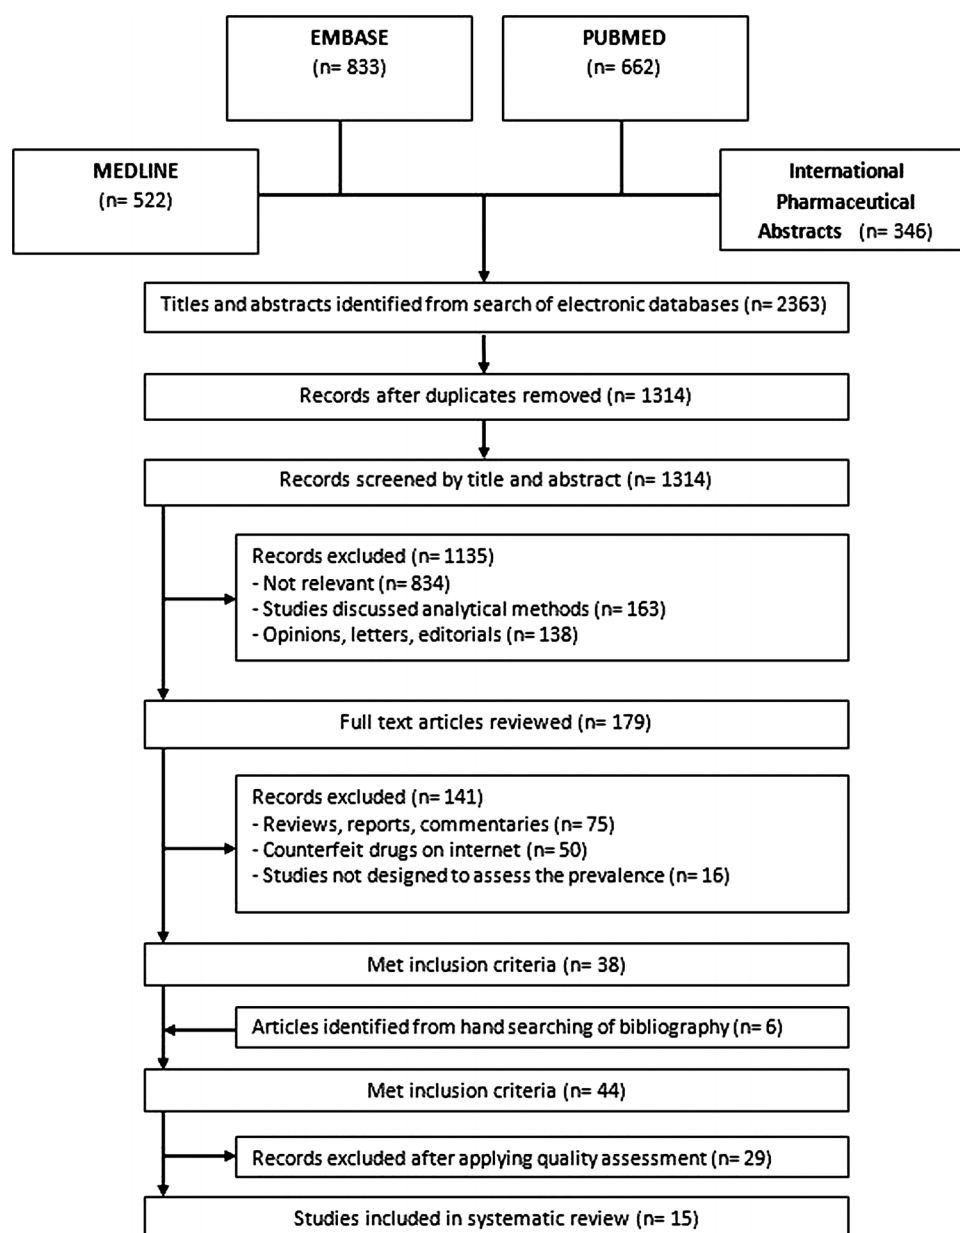 EMBASE
(n= 833)
PUBMED
(n= 662)
MEDLINE
(n= 522)
International
Pharmaceutical
Abstracts (n= 346)
Titles and abstracts identified from search of electronic databases (n= 2363)
Records after duplicates removed (n= 1314)
Records screened by title and abstract (n= 1314)
Records excluded (n= 1135)
- Not relevant (n= 834)
- Studies discussed analytical methods (n= 163)
- Opinions, letters, editorials (n= 138)
Full text articles reviewed (n= 179)
Records excluded (n= 141)
- Reviews, reports, commentaries (n= 75)
- Counterfeit drugs on internet (n= 50)
- Studies not designed to assess the prevalence (n= 16)
Met inclusion criteria (n= 38)
Articles identified from hand searching of bibliography (n= 6)
Met inclusion criteria (n= 44)
Records excluded after applying quality assessment (n= 29)
Studies included in systematic review (n= 15)